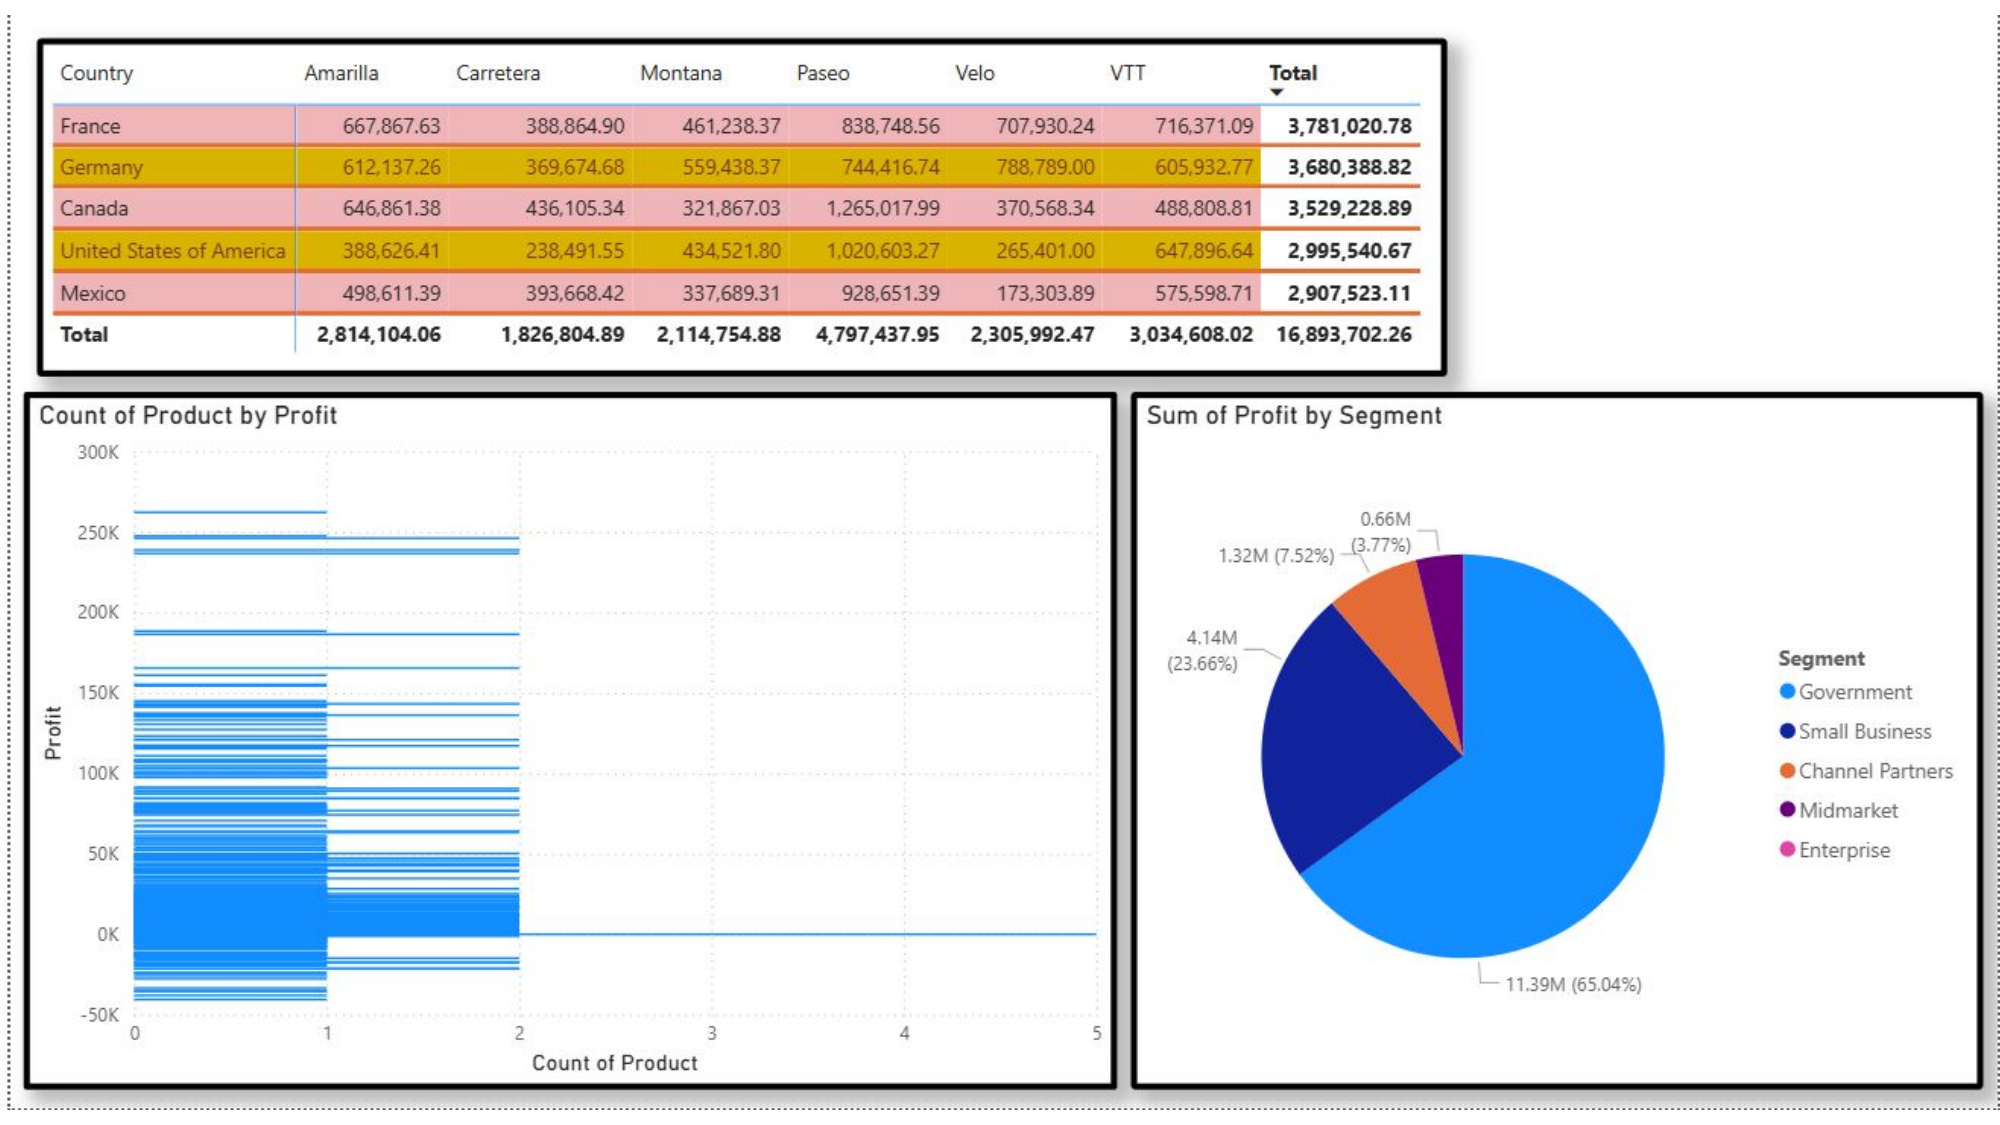 Country Amarilla Carretera Montana Paseo Velo VTT Total
France 667,867.63 388,864.90 461,238.37 838,748.56 707,930.24 716,371.09 3,781,020.78
Germany 612,137.26 369,674.68 559,438.37 744,416.74 788,789.00 605,932.77 3,680,388.82
Canada 646,861.38 436,105.34 321,867.03 1,265,017.99 370,568.34 488,808.81 3,529,228.89
United States of America 388,626.41 238,491.55 434,521.80 1,020,603.27 265,401.00 647,896.64 2,995,540.67
Mexico 498,611.39 393,668.42 337,689.31 928,651.39 173,303.89 575,598.71 2,907,523.11
Total 2,814,104.06 1,826,804.89 2,114,754.88 4,797,437.95 2,305,992.47 3,034,608.02 16,893,702.26
Count of Product by Profit
300K
250K
200K
150K
100K
50K
0K
-50K
Profit
0 1 2 3 4 5
Count of Product
Sum of Profit by Segment
0.66M
(3.77%)
1.32M (7.52%)
4.14M
(23.66%)
11.39M (65.04%)
Segment
Government
Small Business
Channel Partners
Midmarket
Enterprise